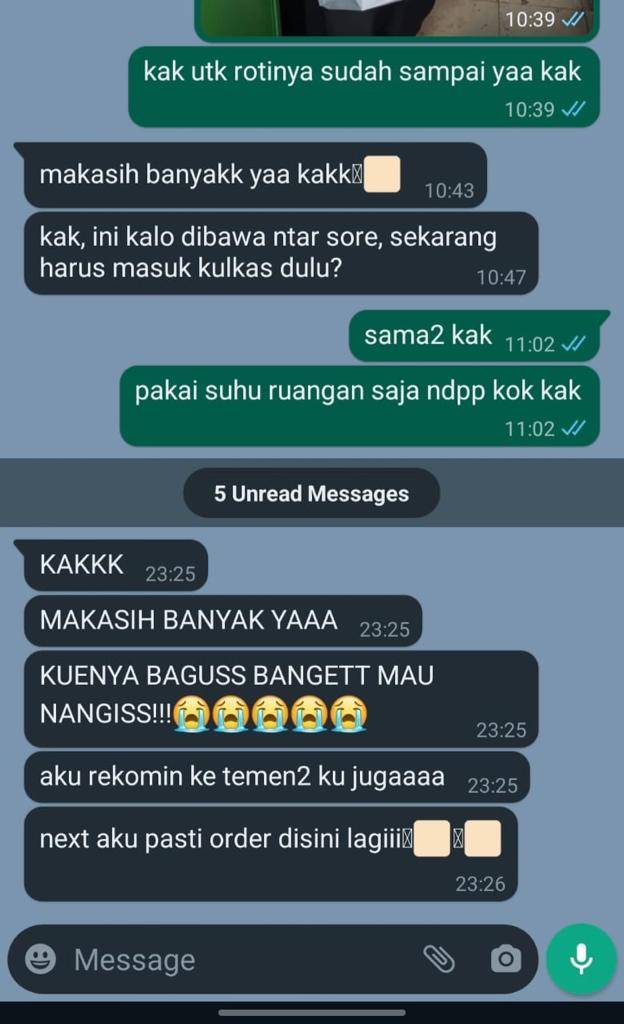 10:39
kak utk rotinya sudah sampai yaa kak
10:39
makasih banyakk yaa kakk
10:43
kak, ini kalo dibawa ntar sore, sekarang
harus masuk kulkas dulu?
10:47
sama2 kak
11:02
pakai suhu ruangan saja ndpp kok kak
11:02
5 Unread Messages
KAKKK
23:25
MAKASIH BANYAK YAAA
23:25
KUENYA BAGUSS BANGETT MAU
NANGISS!!!😭😭😭😭😭
23:25
aku rekomin ke temen2 ku jugaaaa
23:25
next aku pasti order disini lagiii
23:26
Message